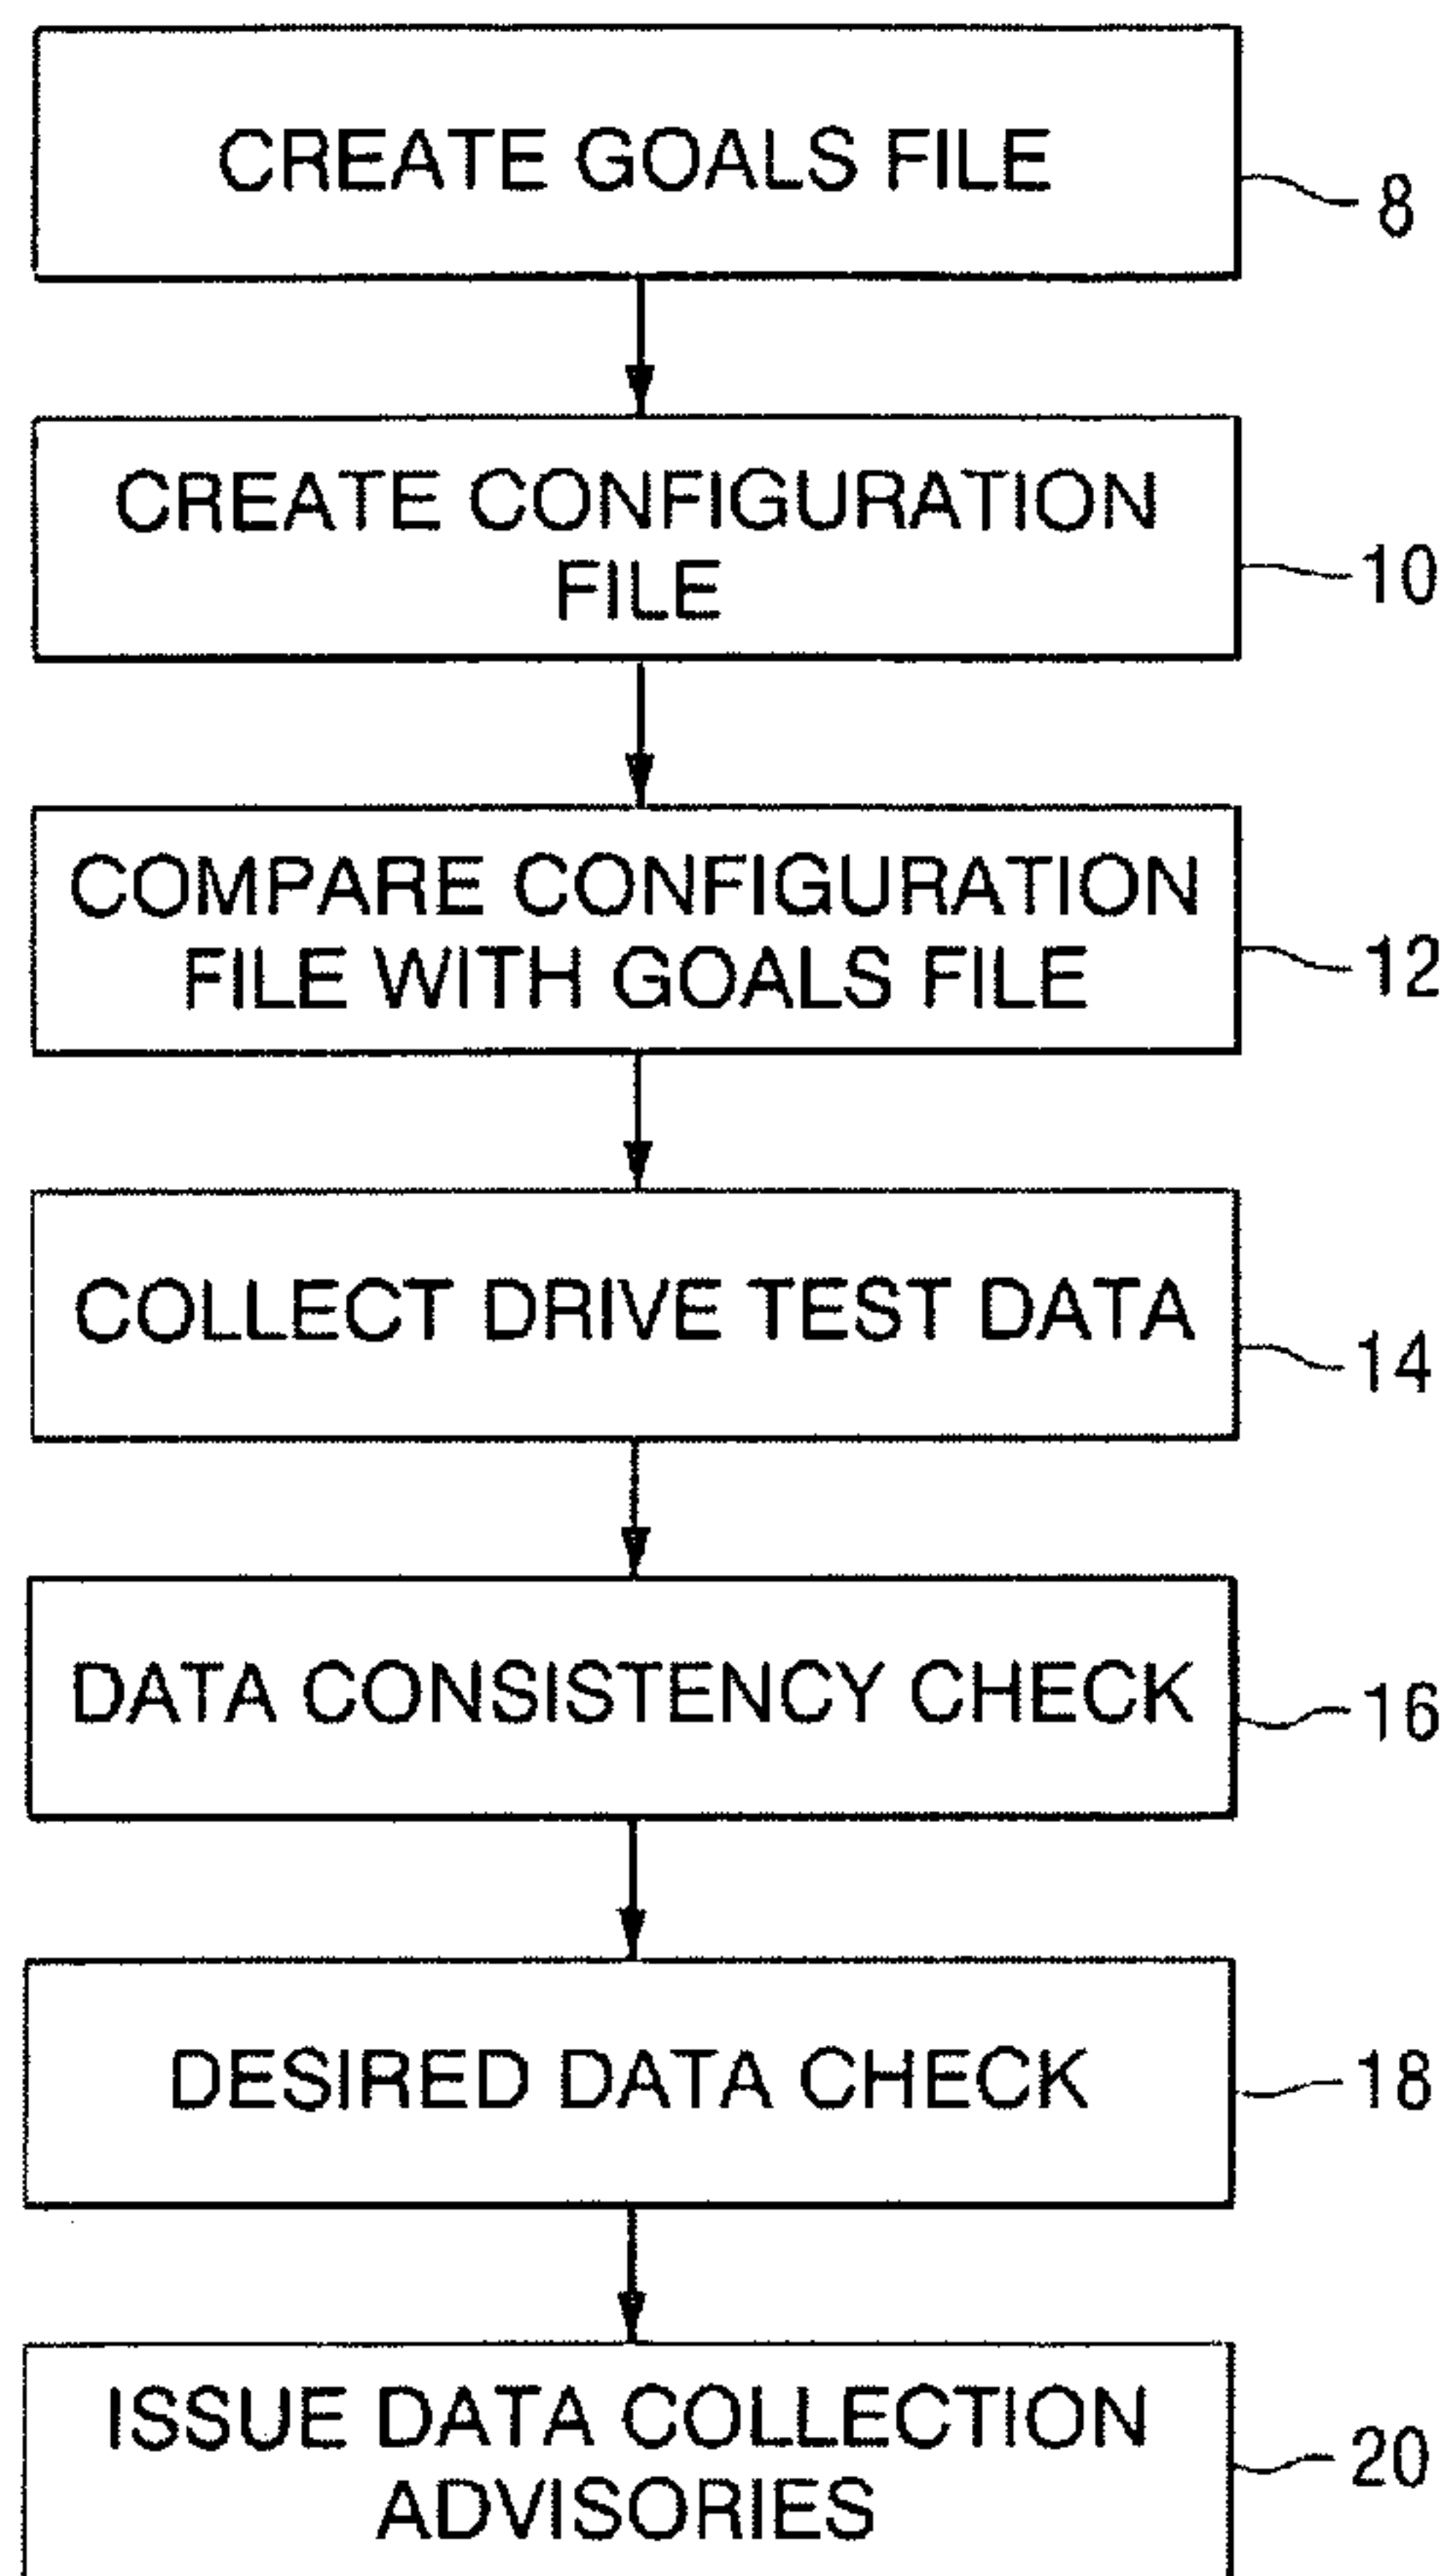 CREATE GOALS FILE
8
CREATE CONFIGURATION
FILE
10
COMPARE CONFIGURATION
FILE WITH GOALS FILE
12
COLLECT DRIVE TEST DATA
14
DATA CONSISTENCY CHECK
16
DESIRED DATA CHECK
18
ISSUE DATA COLLECTION
ADVISORIES
20